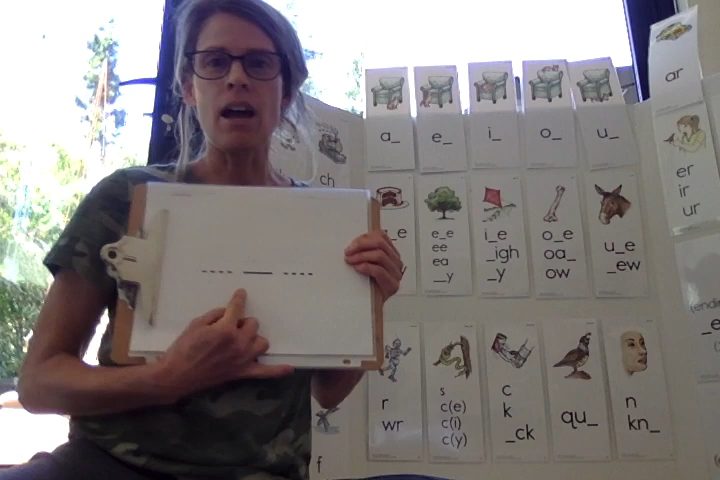 ar
a_ e_ i_ o_ u_
ch
er
ir
ur
_e
e_e
ee
ea
_y
i_e
_igh
_y
o_e
oa_
ow
u_e
_ew
r
wr
s
c(e)
c(i)
c(y)
c
k
_ck
qu_
n
kn_
f